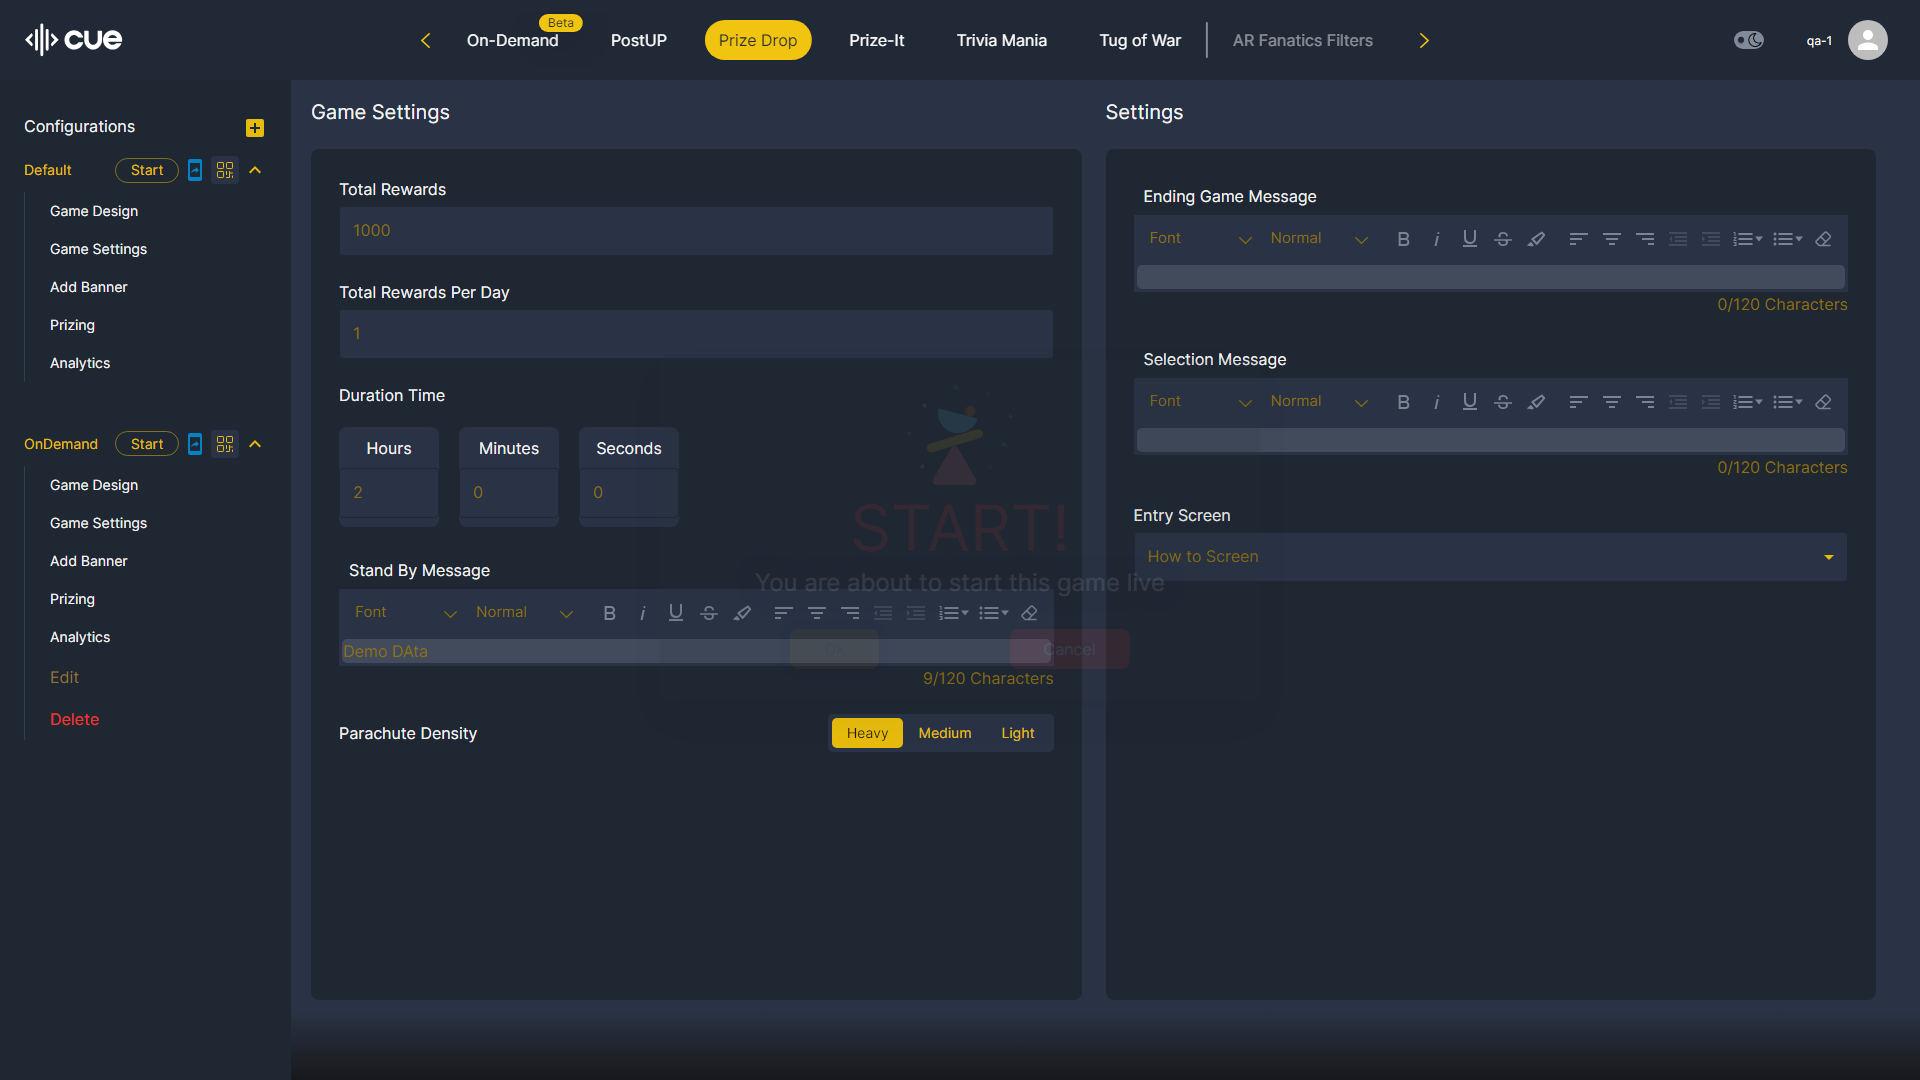 cue
Beta
On-Demand
PostUP
Prize Drop
Prize-It
Trivia Mania
Tug of War
AR Fanatics Filters
qa-1
Configurations
Default
Start
Game Design
Game Settings
Add Banner
Prizing
Analytics
OnDemand
Start
Game Design
Game Settings
Add Banner
Prizing
Analytics
Edit
Delete
Game Settings
Total Rewards
1000
Total Rewards Per Day
1
Duration Time
Hours
Minutes
Seconds
2
0
0
Stand By Message
Font
Normal
Demo DAta
9/120 Characters
Parachute Density
Heavy
Medium
Light
Settings
Ending Game Message
Font
Normal
0/120 Characters
Selection Message
Font
Normal
0/120 Characters
Entry Screen
How to Screen
START!
You are about to start this game live
Cancel